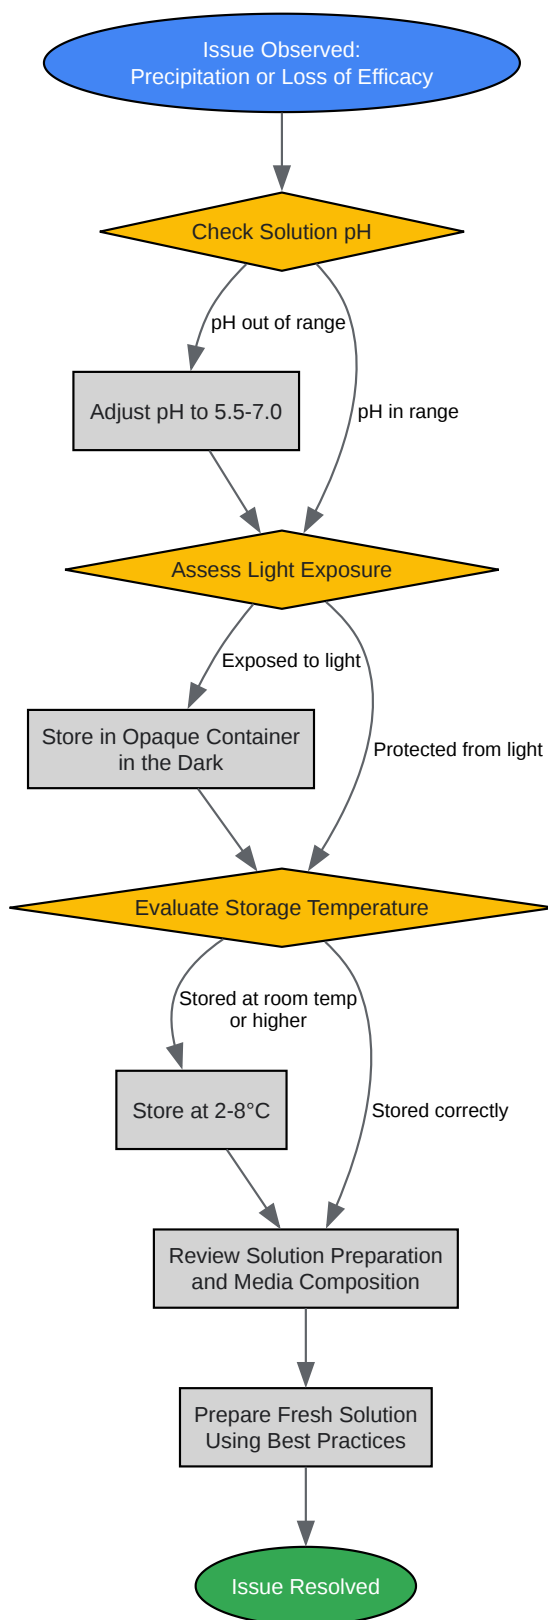 Issue Observed:
Precipitation or Loss of Efficacy
Check Solution pH
pH out of range
Adjust pH to 5.5-7.0
pH in range
Assess Light Exposure
Exposed to light
Store in Opaque Container
in the Dark
Protected from light
Evaluate Storage Temperature
Stored at room temp
or higher
Store at 2-8°C
Stored correctly
Review Solution Preparation
and Media Composition
Prepare Fresh Solution
Using Best Practices
Issue Resolved